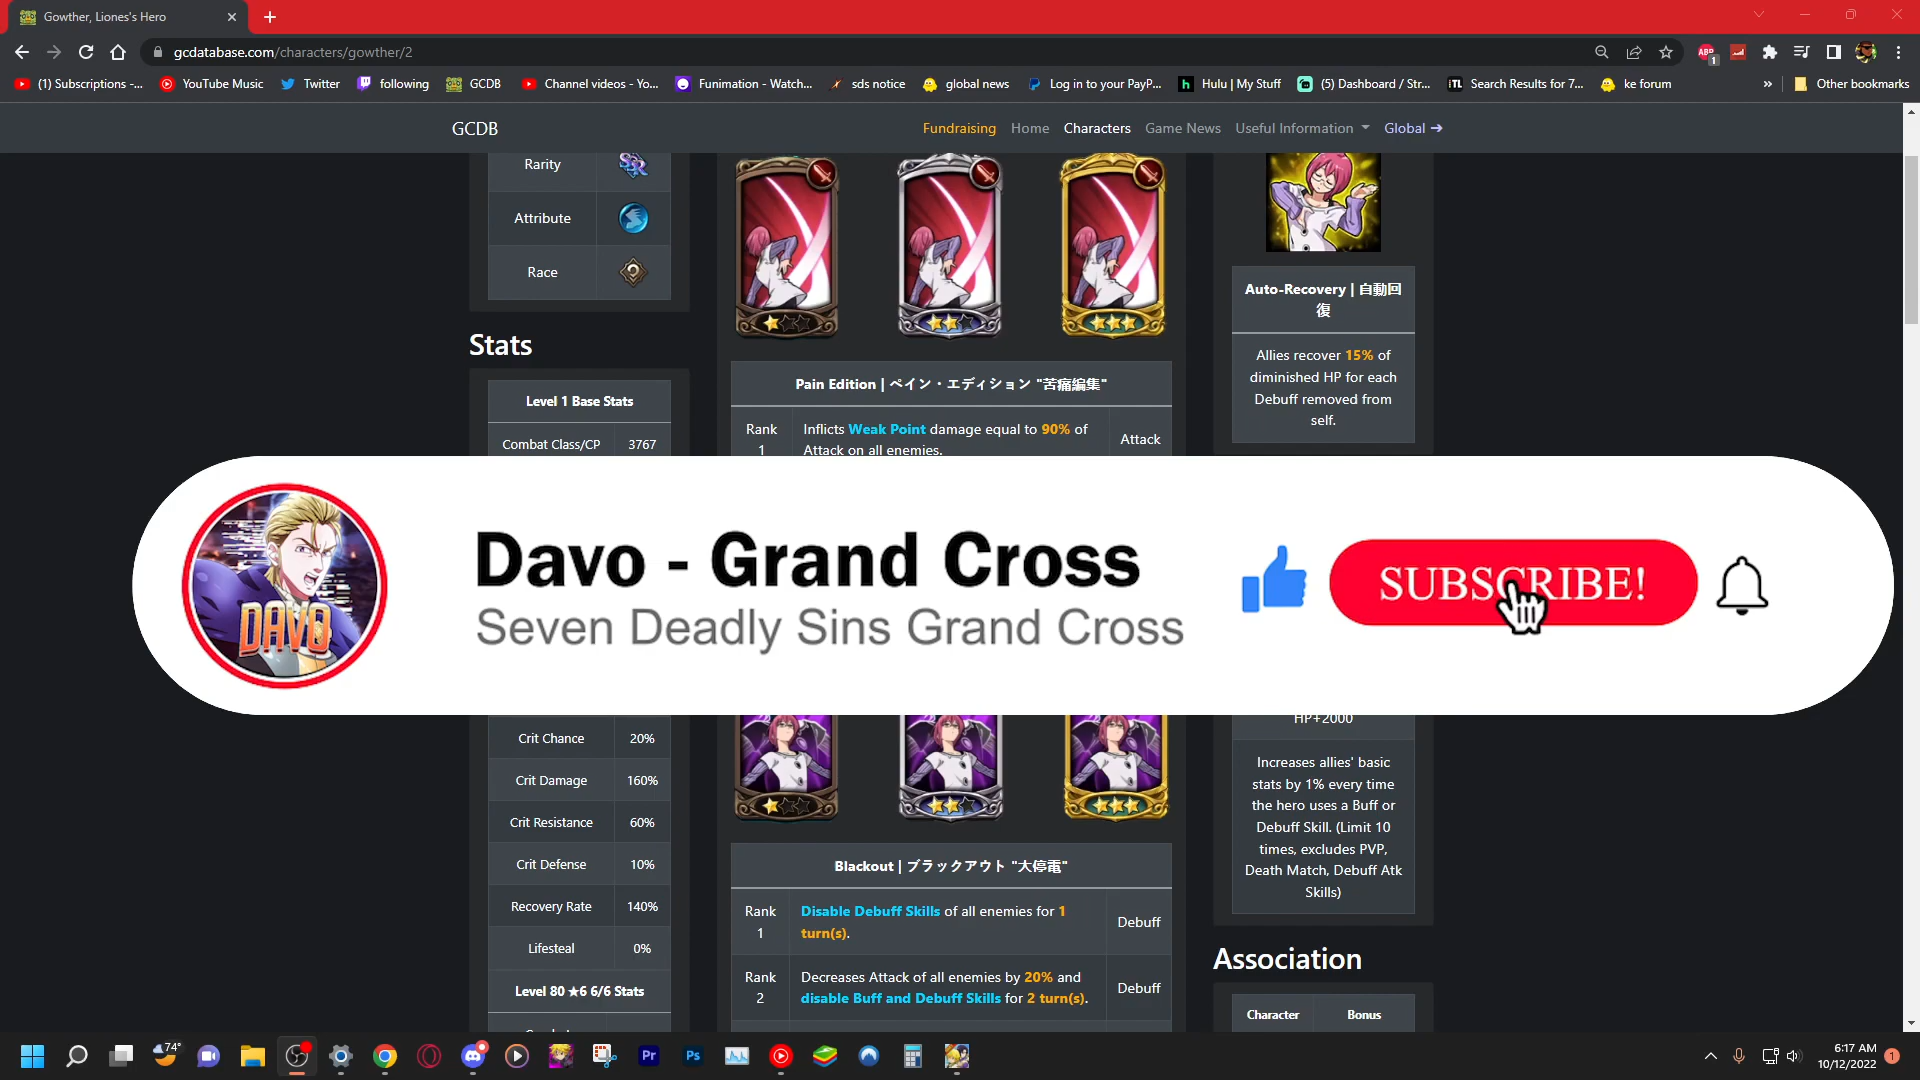 Gowther, Liones's Hero
gcdatabase.com/characters/gowther/2
(1) Subscriptions -...
YouTube Music
Twitter
following
GCDB
Channel videos - Yo...
Funimation - Watch...
sds notice
global news
Log in to your PayP...
Hulu | My Stuff
(5) Dashboard / Str...
Search Results for 7...
ke forum
Other bookmarks
GCDB
Fundraising
Home
Characters
Game News
Useful Information
Global
Rarity
Attribute
Race
Stats
Level 1 Base Stats
Combat Class/CP 3767
Pain Edition | ペイン・エディション "苦痛編集"
Rank 1
Inflicts Weak Point damage equal to 90% of
Attack on all enemies.
Attack
Auto-Recovery | 自動回
復
Allies recover 15% of
diminished HP for each
Debuff removed from
self.
DAVO
Davo - Grand Cross
Seven Deadly Sins Grand Cross
SUBSCRIBE!
Crit Chance 20%
Crit Damage 160%
Crit Resistance 60%
Crit Defense 10%
Recovery Rate 140%
Lifesteal 0%
Level 80 ★6 6/6 Stats
Blackout | ブラックアウト "大停電"
Rank 1
Disable Debuff Skills of all enemies for 1
turn(s).
Debuff
Rank 2
Decreases Attack of all enemies by 20% and
disable Buff and Debuff Skills for 2 turn(s).
Debuff
HP+2000
Increases allies' basic
stats by 1% every time
the hero uses a Buff or
Debuff Skill. (Limit 10
times, excludes PVP,
Death Match, Debuff Atk
Skills)
Association
Character Bonus
74°
6:17 AM
10/12/2022
1